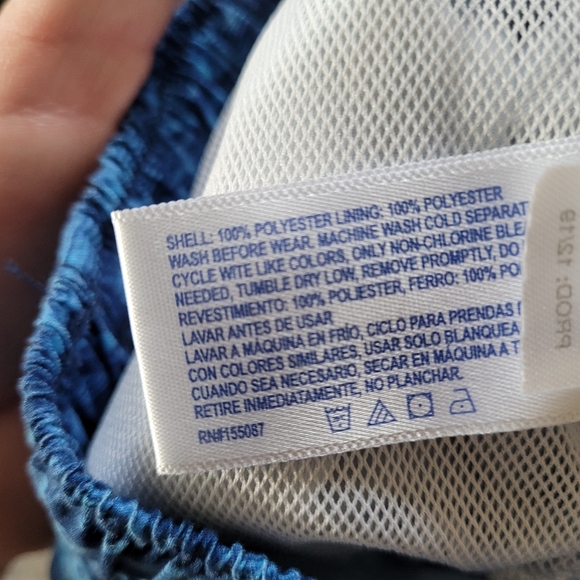 SHELL: 100% POLYESTER LINING: 100% POLYESTER
WASH BEFORE WEAR. MACHINE WASH COLD SEPARAT
CYCLE WITE LIKE COLORS, ONLY NON-CHLORINE BLE
NEEDED, TUMBLE DRY LOW, REMOVE PROMPTLY, DO
REVESTIMIENTO: 100% POLIESTER, FERRO: 100% PO
LAVAR ANTES DE USAR
LAVAR A MÁQUINA EN FRÍO, CICLO PARA PRENDAS
CON COLORES SIMILARES, USAR SOLO BLANQUEA
CUANDO SEA NECESARIO, SECAR EN MÁQUINA A T
RETIRE INMEDIATAMENTE, NO PLANCHAR.
RN#155087
PROD: 1219